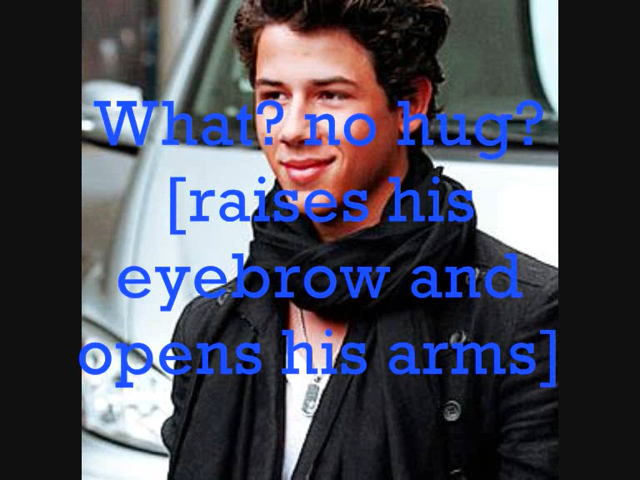 What? no hug?
[raises his
eyebrow and
opens his arms]